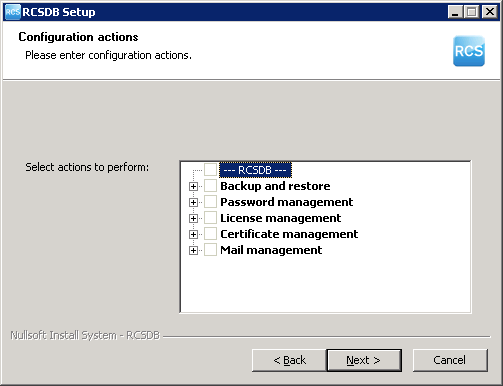 RCS RCSDB Setup
Configuration actions
Please enter configuration actions.
RCS
Select actions to perform:
--- RCSDB ---
Backup and restore
Password management
License management
Certificate management
Mail management
Nullsoft Install System - RCSDB
< Back
Next >
Cancel